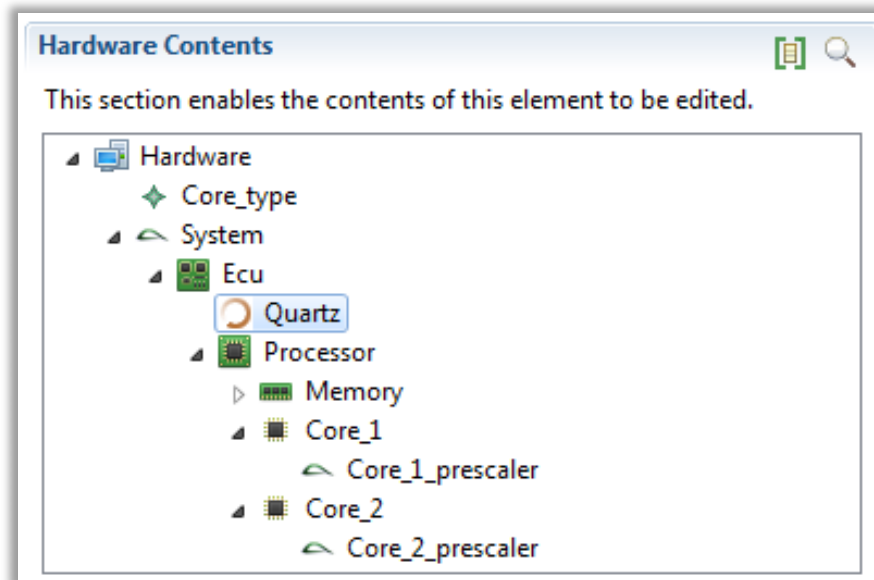 Hardware Contents
This section enables the contents of this element to be edited.
Hardware
Core_type
System
Ecu
Quartz
Processor
Memory
Core_1
Core_1_prescaler
Core_2
Core_2_prescaler